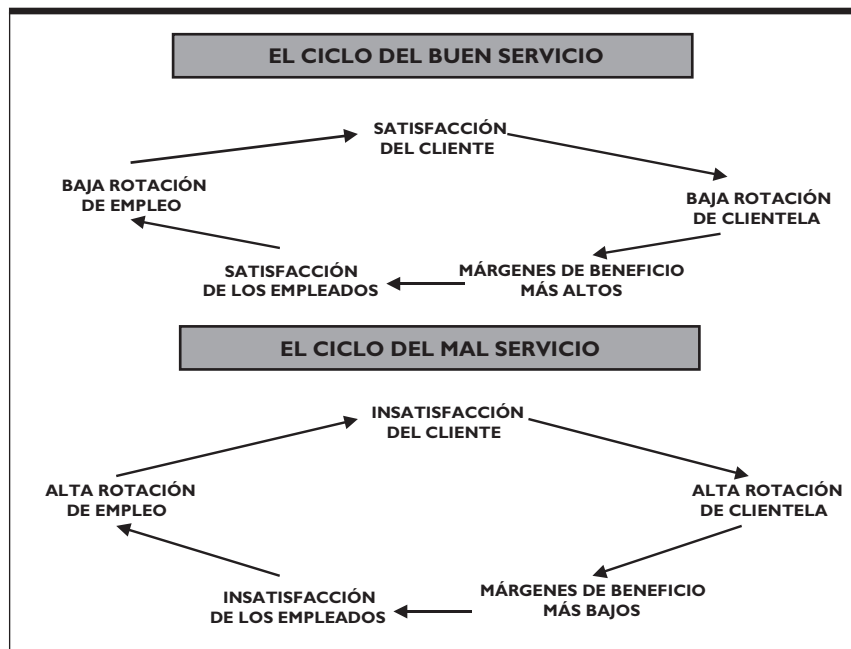 EL CICLO DEL BUEN SERVICIO
SATISFACCIÓN
DEL CLIENTE
BAJA ROTACIÓN
DE EMPLEO
BAJA ROTACIÓN
DE CLIENTELA
SATISFACCIÓN
DE LOS EMPLEADOS
MÁRGENES DE BENEFICIO
MÁS ALTOS
EL CICLO DEL MAL SERVICIO
INSATISFACCIÓN
DEL CLIENTE
ALTA ROTACIÓN
DE EMPLEO
ALTA ROTACIÓN
DE CLIENTELA
INSATISFACCIÓN
DE LOS EMPLEADOS
MÁRGENES DE BENEFICIO
MÁS BAJOS